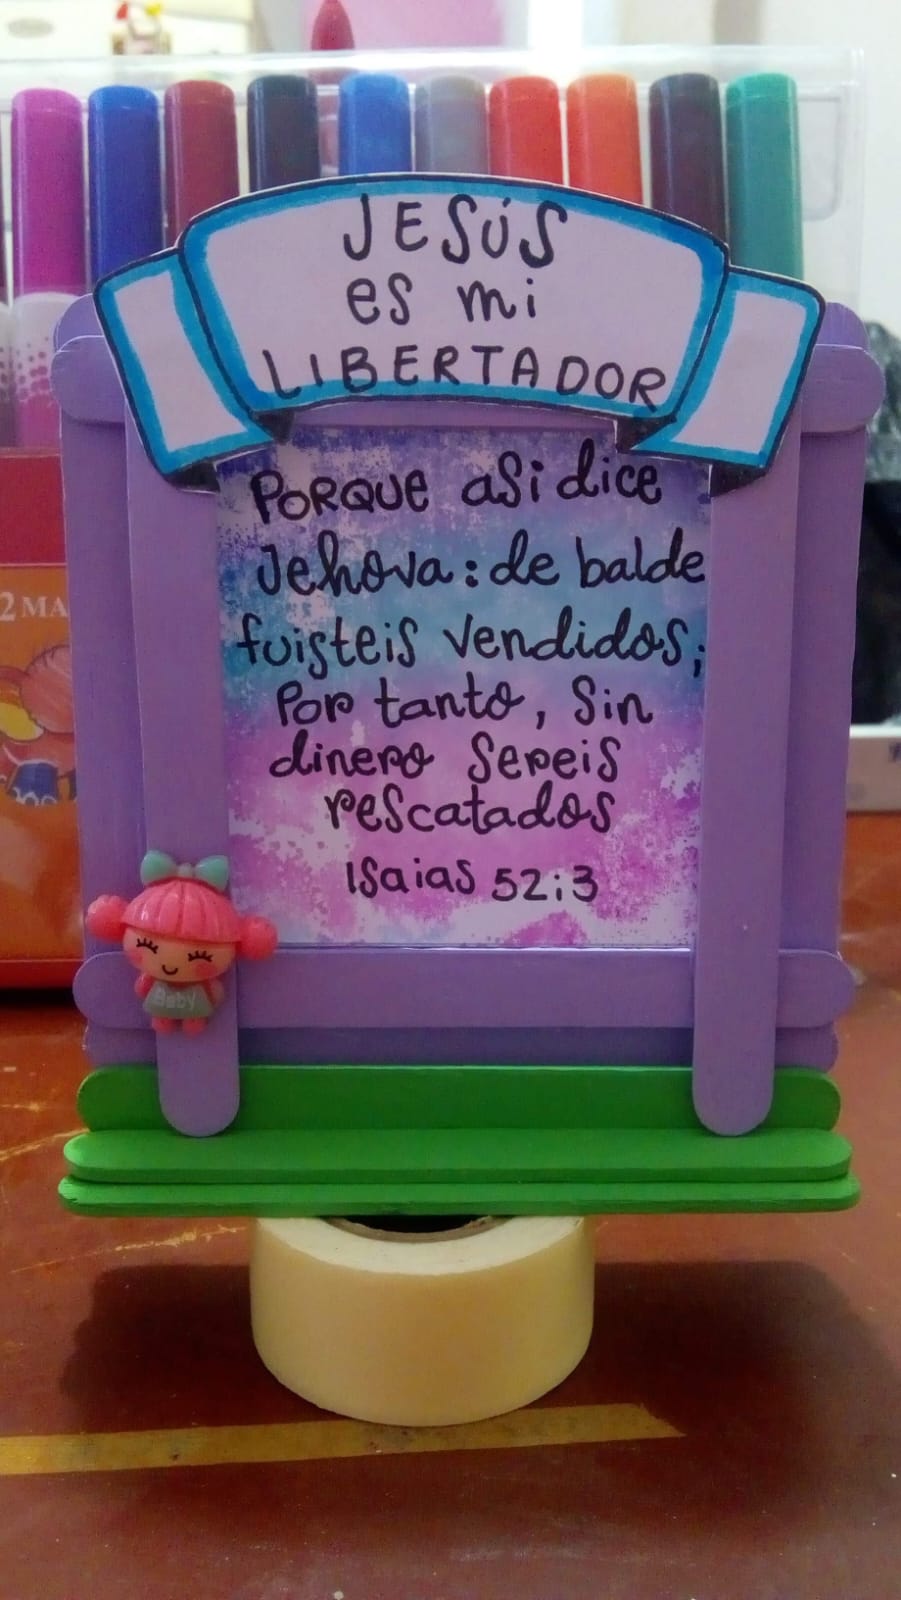 JESÚS
es mi
LIBERTADOR
PORQUE asi dice
Jehova: de balde
fuisteis vendidos;
Por tanto, sin
dinero sereis
rescatados
Isaias 52:3
Baby
2 MA